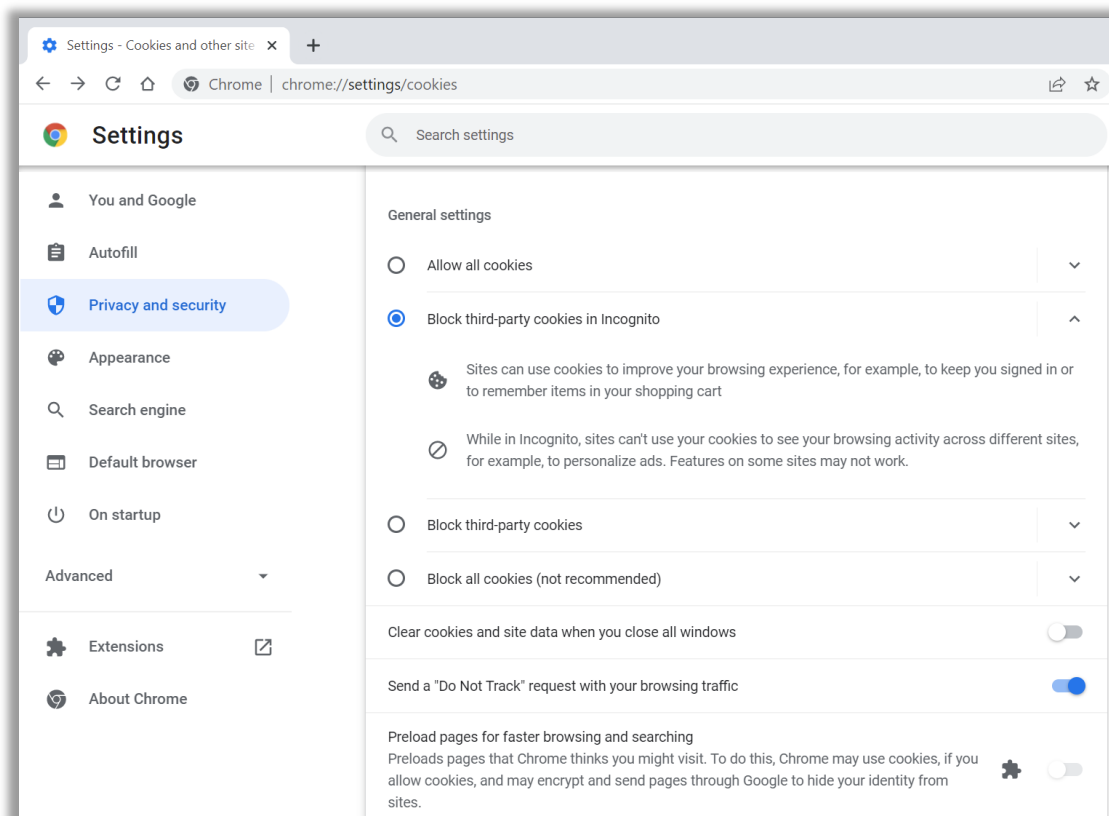 Settings - Cookies and other site
Chrome | chrome://settings/cookies
Settings
Search settings
You and Google
Autofill
Privacy and security
Appearance
Search engine
Default browser
On startup
Advanced
Extensions
About Chrome
General settings
Allow all cookies
Block third-party cookies in Incognito
Sites can use cookies to improve your browsing experience, for example, to keep you signed in or
to remember items in your shopping cart
While in Incognito, sites can't use your cookies to see your browsing activity across different sites,
for example, to personalize ads. Features on some sites may not work.
Block third-party cookies
Block all cookies (not recommended)
Clear cookies and site data when you close all windows
Send a "Do Not Track" request with your browsing traffic
Preload pages for faster browsing and searching
Preloads pages that Chrome thinks you might visit. To do this, Chrome may use cookies, if you
allow cookies, and may encrypt and send pages through Google to hide your identity from
sites.